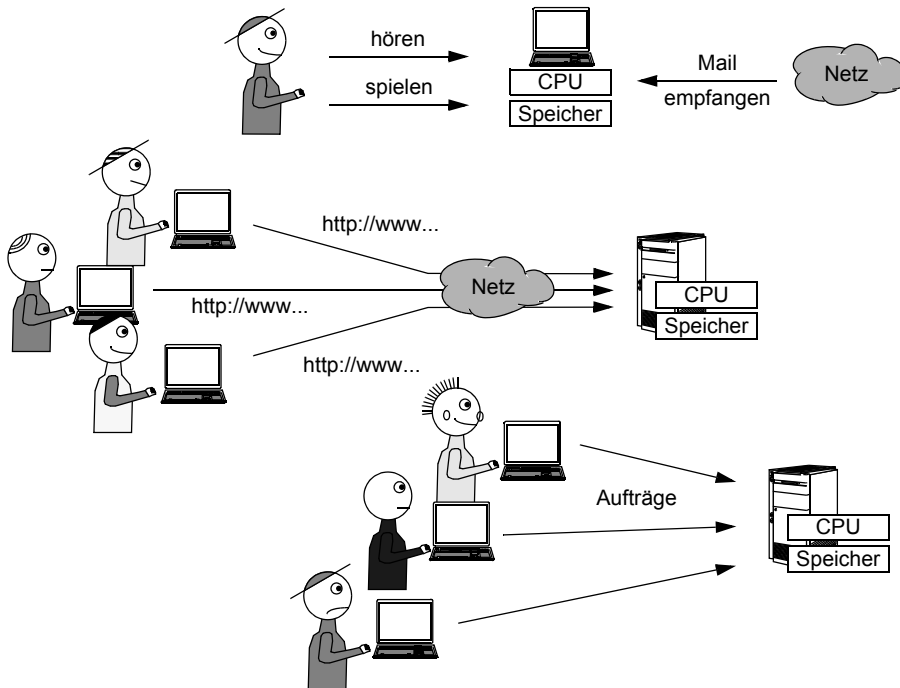 hören
spielen
CPU
Speicher
Mail
empfangen
Netz
http://www...
http://www...
http://www...
Netz
CPU
Speicher
Aufträge
CPU
Speicher